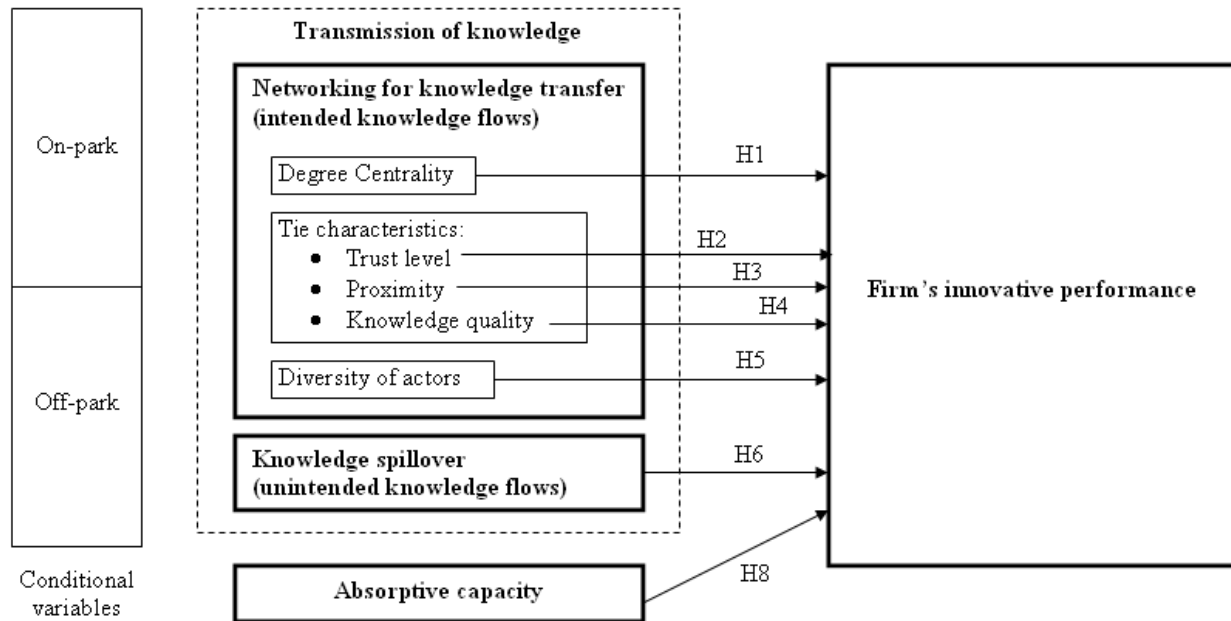 Transmission of knowledge
Networking for knowledge transfer
(intended knowledge flows)
On-park
Degree Centrality
H1
Tie characteristics:
● Trust level
H2
● Proximity
H3
● Knowledge quality
H4
Firm's innovative performance
Diversity of actors
H5
Off-park
Knowledge spillover
(unintended knowledge flows)
H6
Absorptive capacity
H8
Conditional
variables